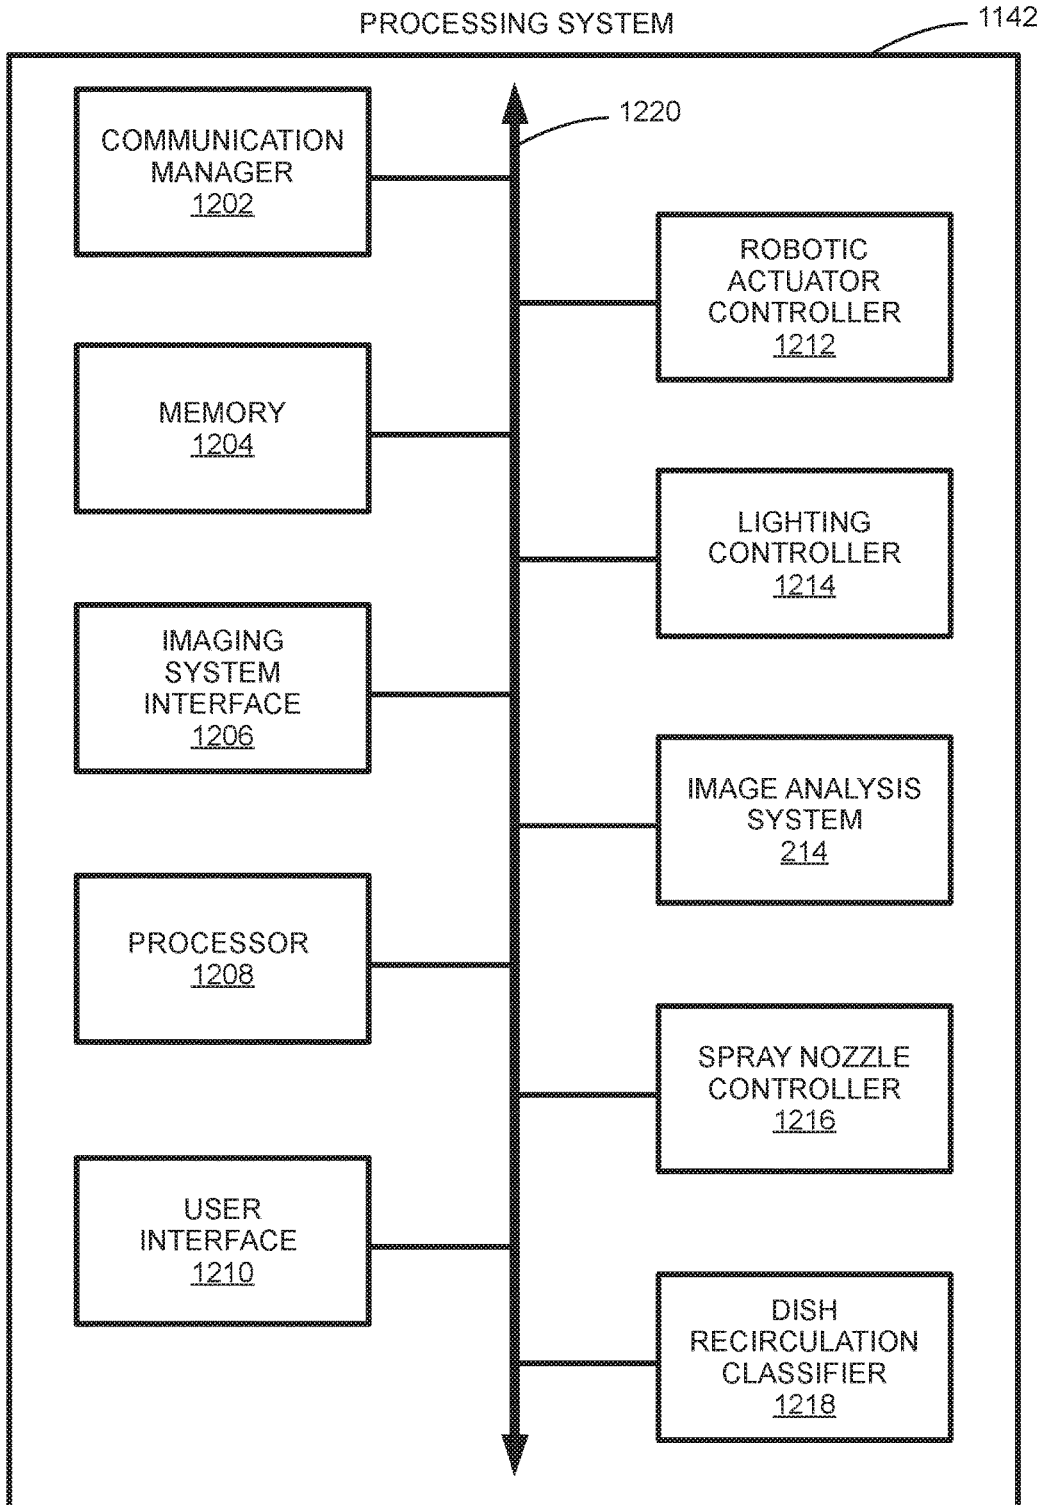 PROCESSING SYSTEM
1142
1220
COMMUNICATION
MANAGER
1202
ROBOTIC
ACTUATOR
CONTROLLER
1212
MEMORY
1204
LIGHTING
CONTROLLER
1214
IMAGING
SYSTEM
INTERFACE
1206
IMAGE ANALYSIS
SYSTEM
214
PROCESSOR
1208
SPRAY NOZZLE
CONTROLLER
1216
USER
INTERFACE
1210
DISH
RECIRCULATION
CLASSIFIER
1218